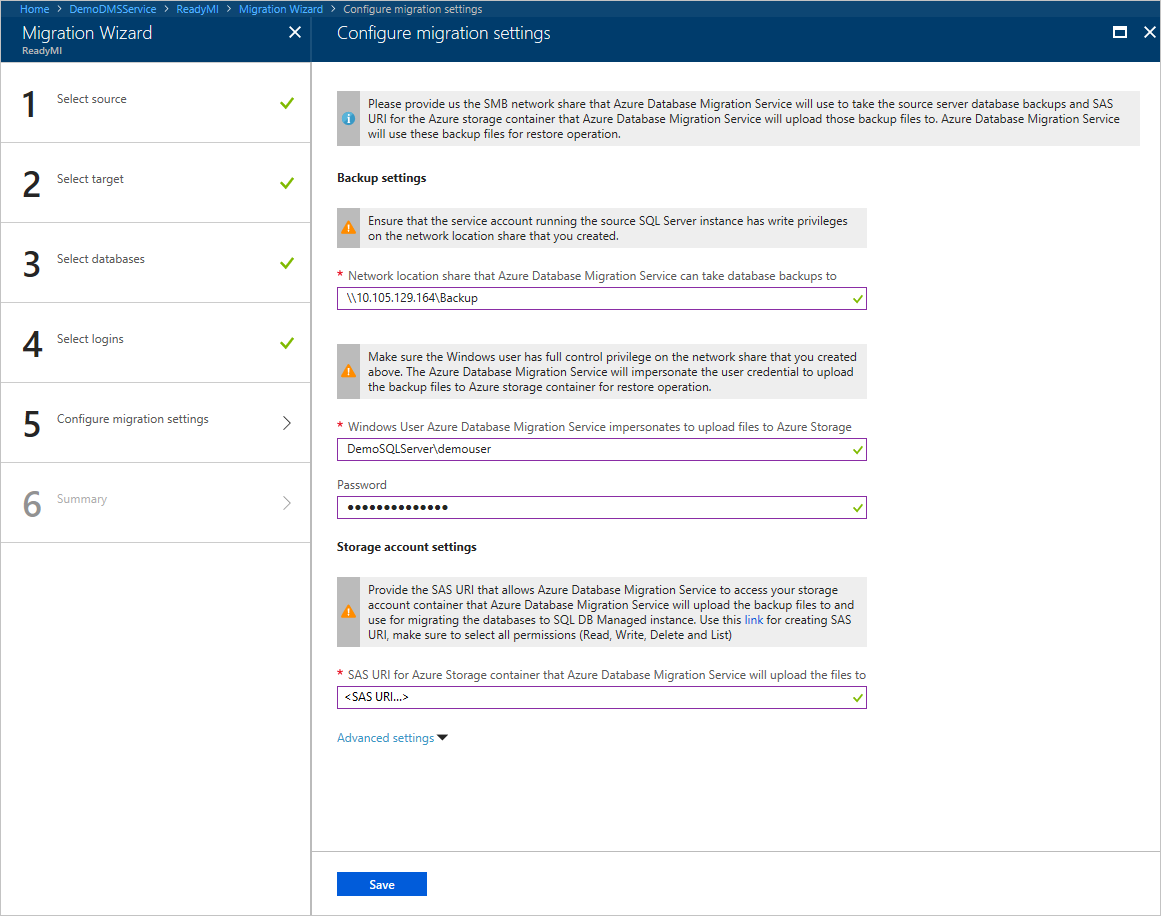 Home > DemoDMSService > ReadyMI > Migration Wizard > Configure migration settings
Migration Wizard
ReadyMI
1 Select source
2 Select target
3 Select databases
4 Select logins
5 Configure migration settings
6 Summary
Configure migration settings
Please provide us the SMB network share that Azure Database Migration Service will use to take the source server database backups and SAS
URI for the Azure storage container that Azure Database Migration Service will upload those backup files to. Azure Database Migration Service
will use these backup files for restore operation.
Backup settings
Ensure that the service account running the source SQL Server instance has write privileges
on the network location share that you created.
* Network location share that Azure Database Migration Service can take database backups to
\\10.105.129.164\Backup
Make sure the Windows user has full control privilege on the network share that you created
above. The Azure Database Migration Service will impersonate the user credential to upload
the backup files to Azure storage container for restore operation.
* Windows User Azure Database Migration Service impersonates to upload files to Azure Storage
DemoSQLServer\demouser
Password
●●●●●●●●●●●●●●
Storage account settings
Provide the SAS URI that allows Azure Database Migration Service to access your storage
account container that Azure Database Migration Service will upload the backup files to and
use for migrating the databases to SQL DB Managed instance. Use this link for creating SAS
URI, make sure to select all permissions (Read, Write, Delete and List)
* SAS URI for Azure Storage container that Azure Database Migration Service will upload the files to
<SAS URI...>
Advanced settings
Save